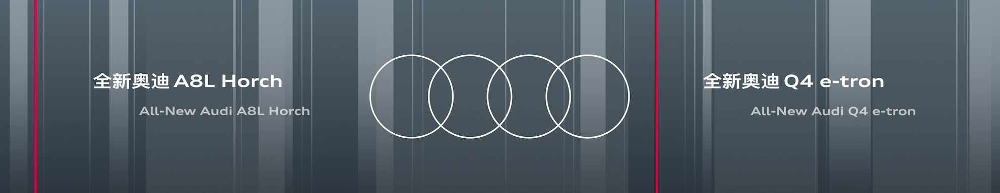 全新奥迪 A8L Horch
All-New Audi A8L Horch
全新奥迪 Q4 e-tron
All-New Audi Q4 e-tron